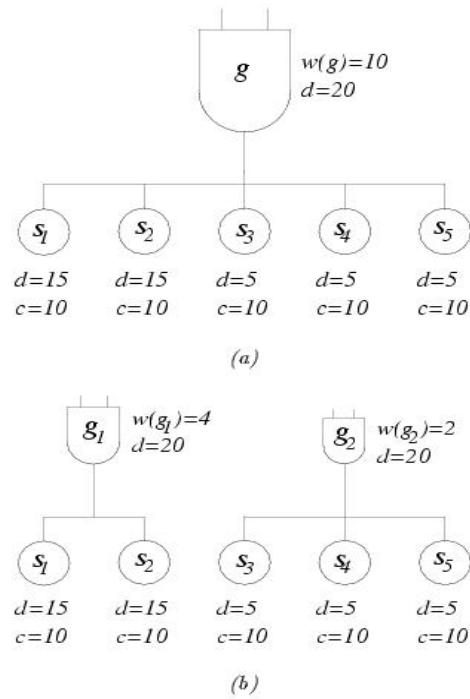 g
w(g)=10
d=20
s1 s2 s3 s4 s5
d=15 d=15 d=5 d=5 d=5
c=10 c=10 c=10 c=10 c=10
(a)
g1
w(g1)=4
d=20
g2
w(g2)=2
d=20
s1 s2 s3 s4 s5
d=15 d=15 d=5 d=5 d=5
c=10 c=10 c=10 c=10 c=10
(b)